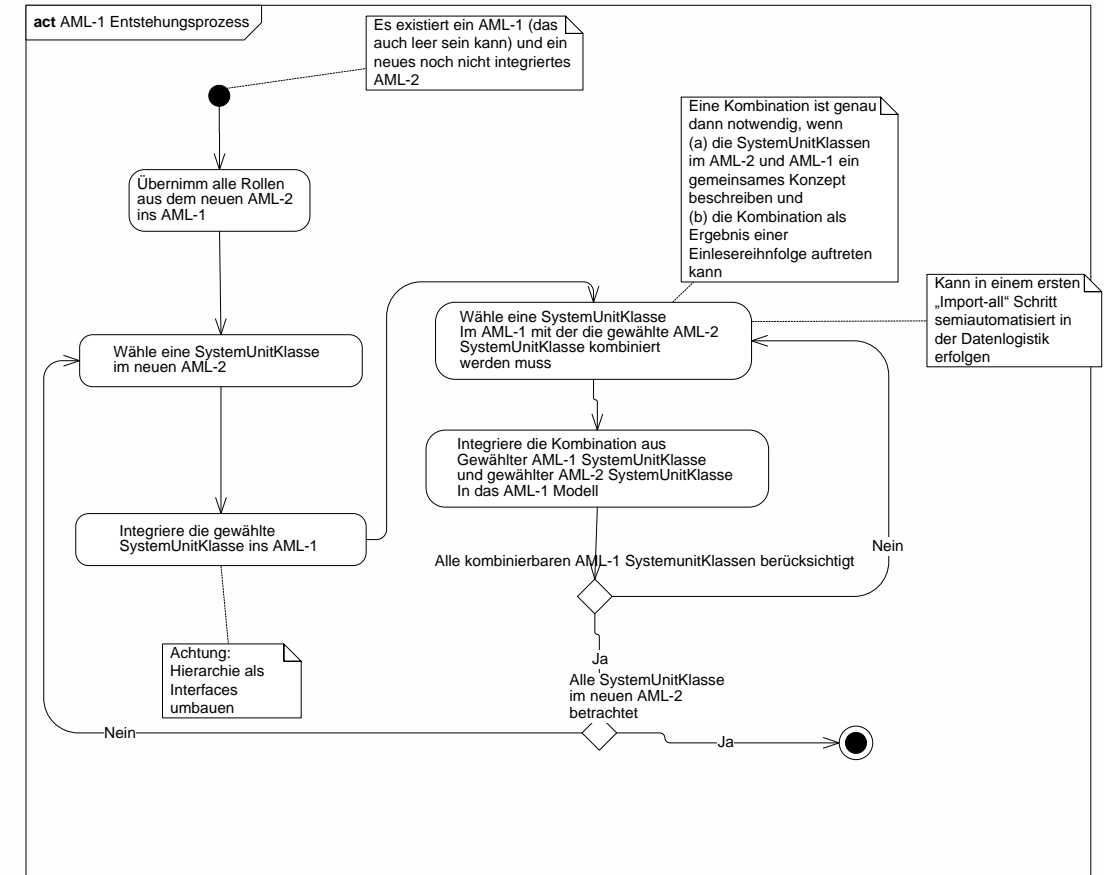 act AML-1 Entstehungsprozess
Es existiert ein AML-1 (das
auch leer sein kann) und ein
neues noch nicht integriertes
AML-2
Eine Kombination ist genau
dann notwendig, wenn
(a) die SystemUnitKlassen
im AML-2 und AML-1 ein
gemeinsames Konzept
beschreiben und
(b) die Kombination als
Ergebnis einer
Einlesereihnfolge auftreten
kann
Übernimm alle Rollen
aus dem neuen AML-2
ins AML-1
Kann in einem ersten
„Import-all“ Schritt
semiautomatisiert in
der Datenlogistik
erfolgen
Wähle eine SystemUnitKlasse
Im AML-1 mit der die gewählte AML-2
SystemUnitKlasse kombiniert
werden muss
Wähle eine SystemUnitKlasse
im neuen AML-2
Integriere die Kombination aus
Gewählter AML-1 SystemUnitKlasse
und gewählter AML-2 SystemUnitKlasse
In das AML-1 Modell
Integriere die gewählte
SystemUnitKlasse ins AML-1
Nein
Alle kombinierbaren AML-1 SystemunitKlassen berücksichtigt
Achtung:
Hierarchie als
Interfaces
umbauen
Ja
Alle SystemUnitKlasse
im neuen AML-2
betrachtet
Nein
Ja